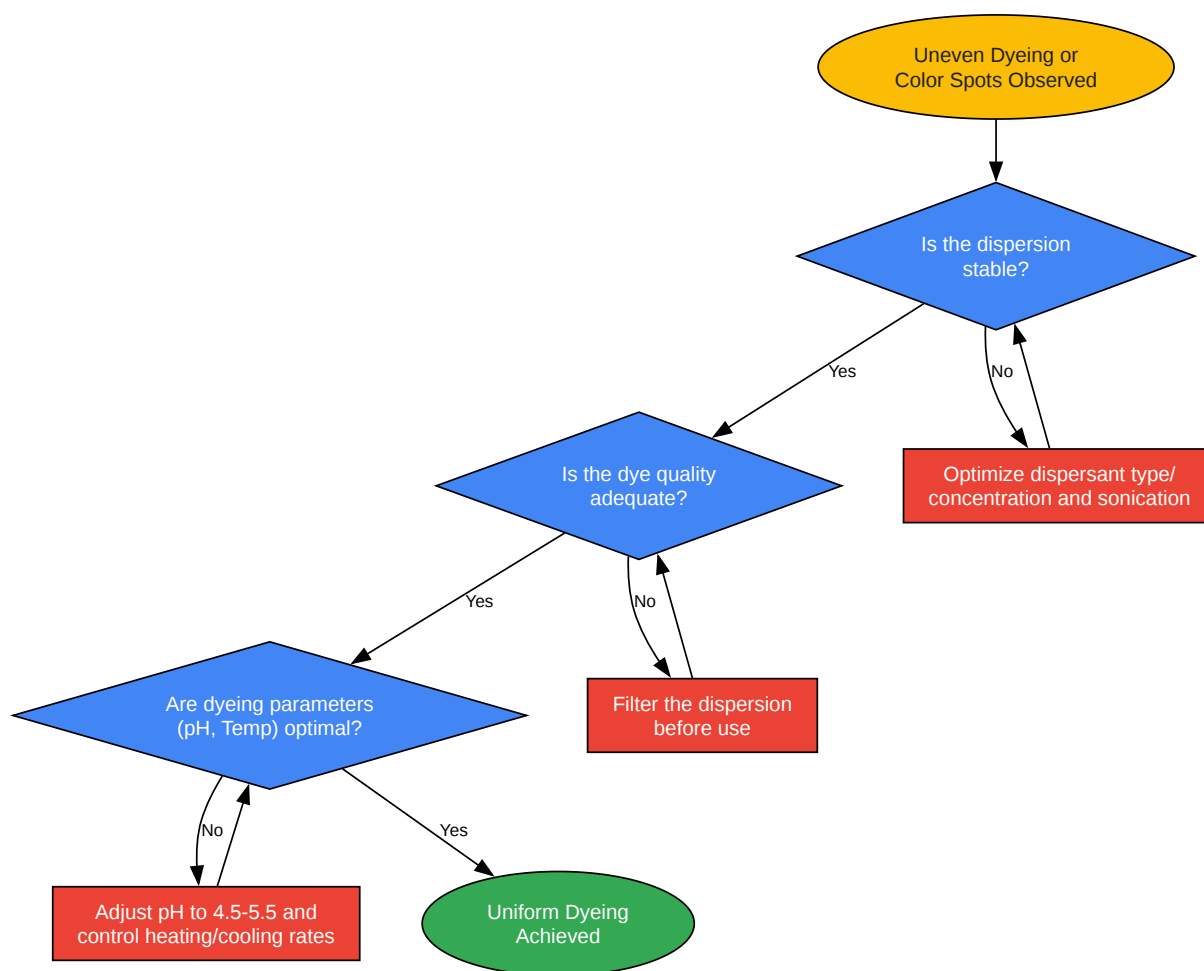 Uneven Dyeing or
Color Spots Observed
Is the dispersion
stable?
Yes
No
Is the dye quality
adequate?
Optimize dispersant type/
concentration and sonication
Yes
No
Are dyeing parameters
(pH, Temp) optimal?
Filter the dispersion
before use
No
Yes
Adjust pH to 4.5-5.5 and
control heating/cooling rates
Uniform Dyeing
Achieved